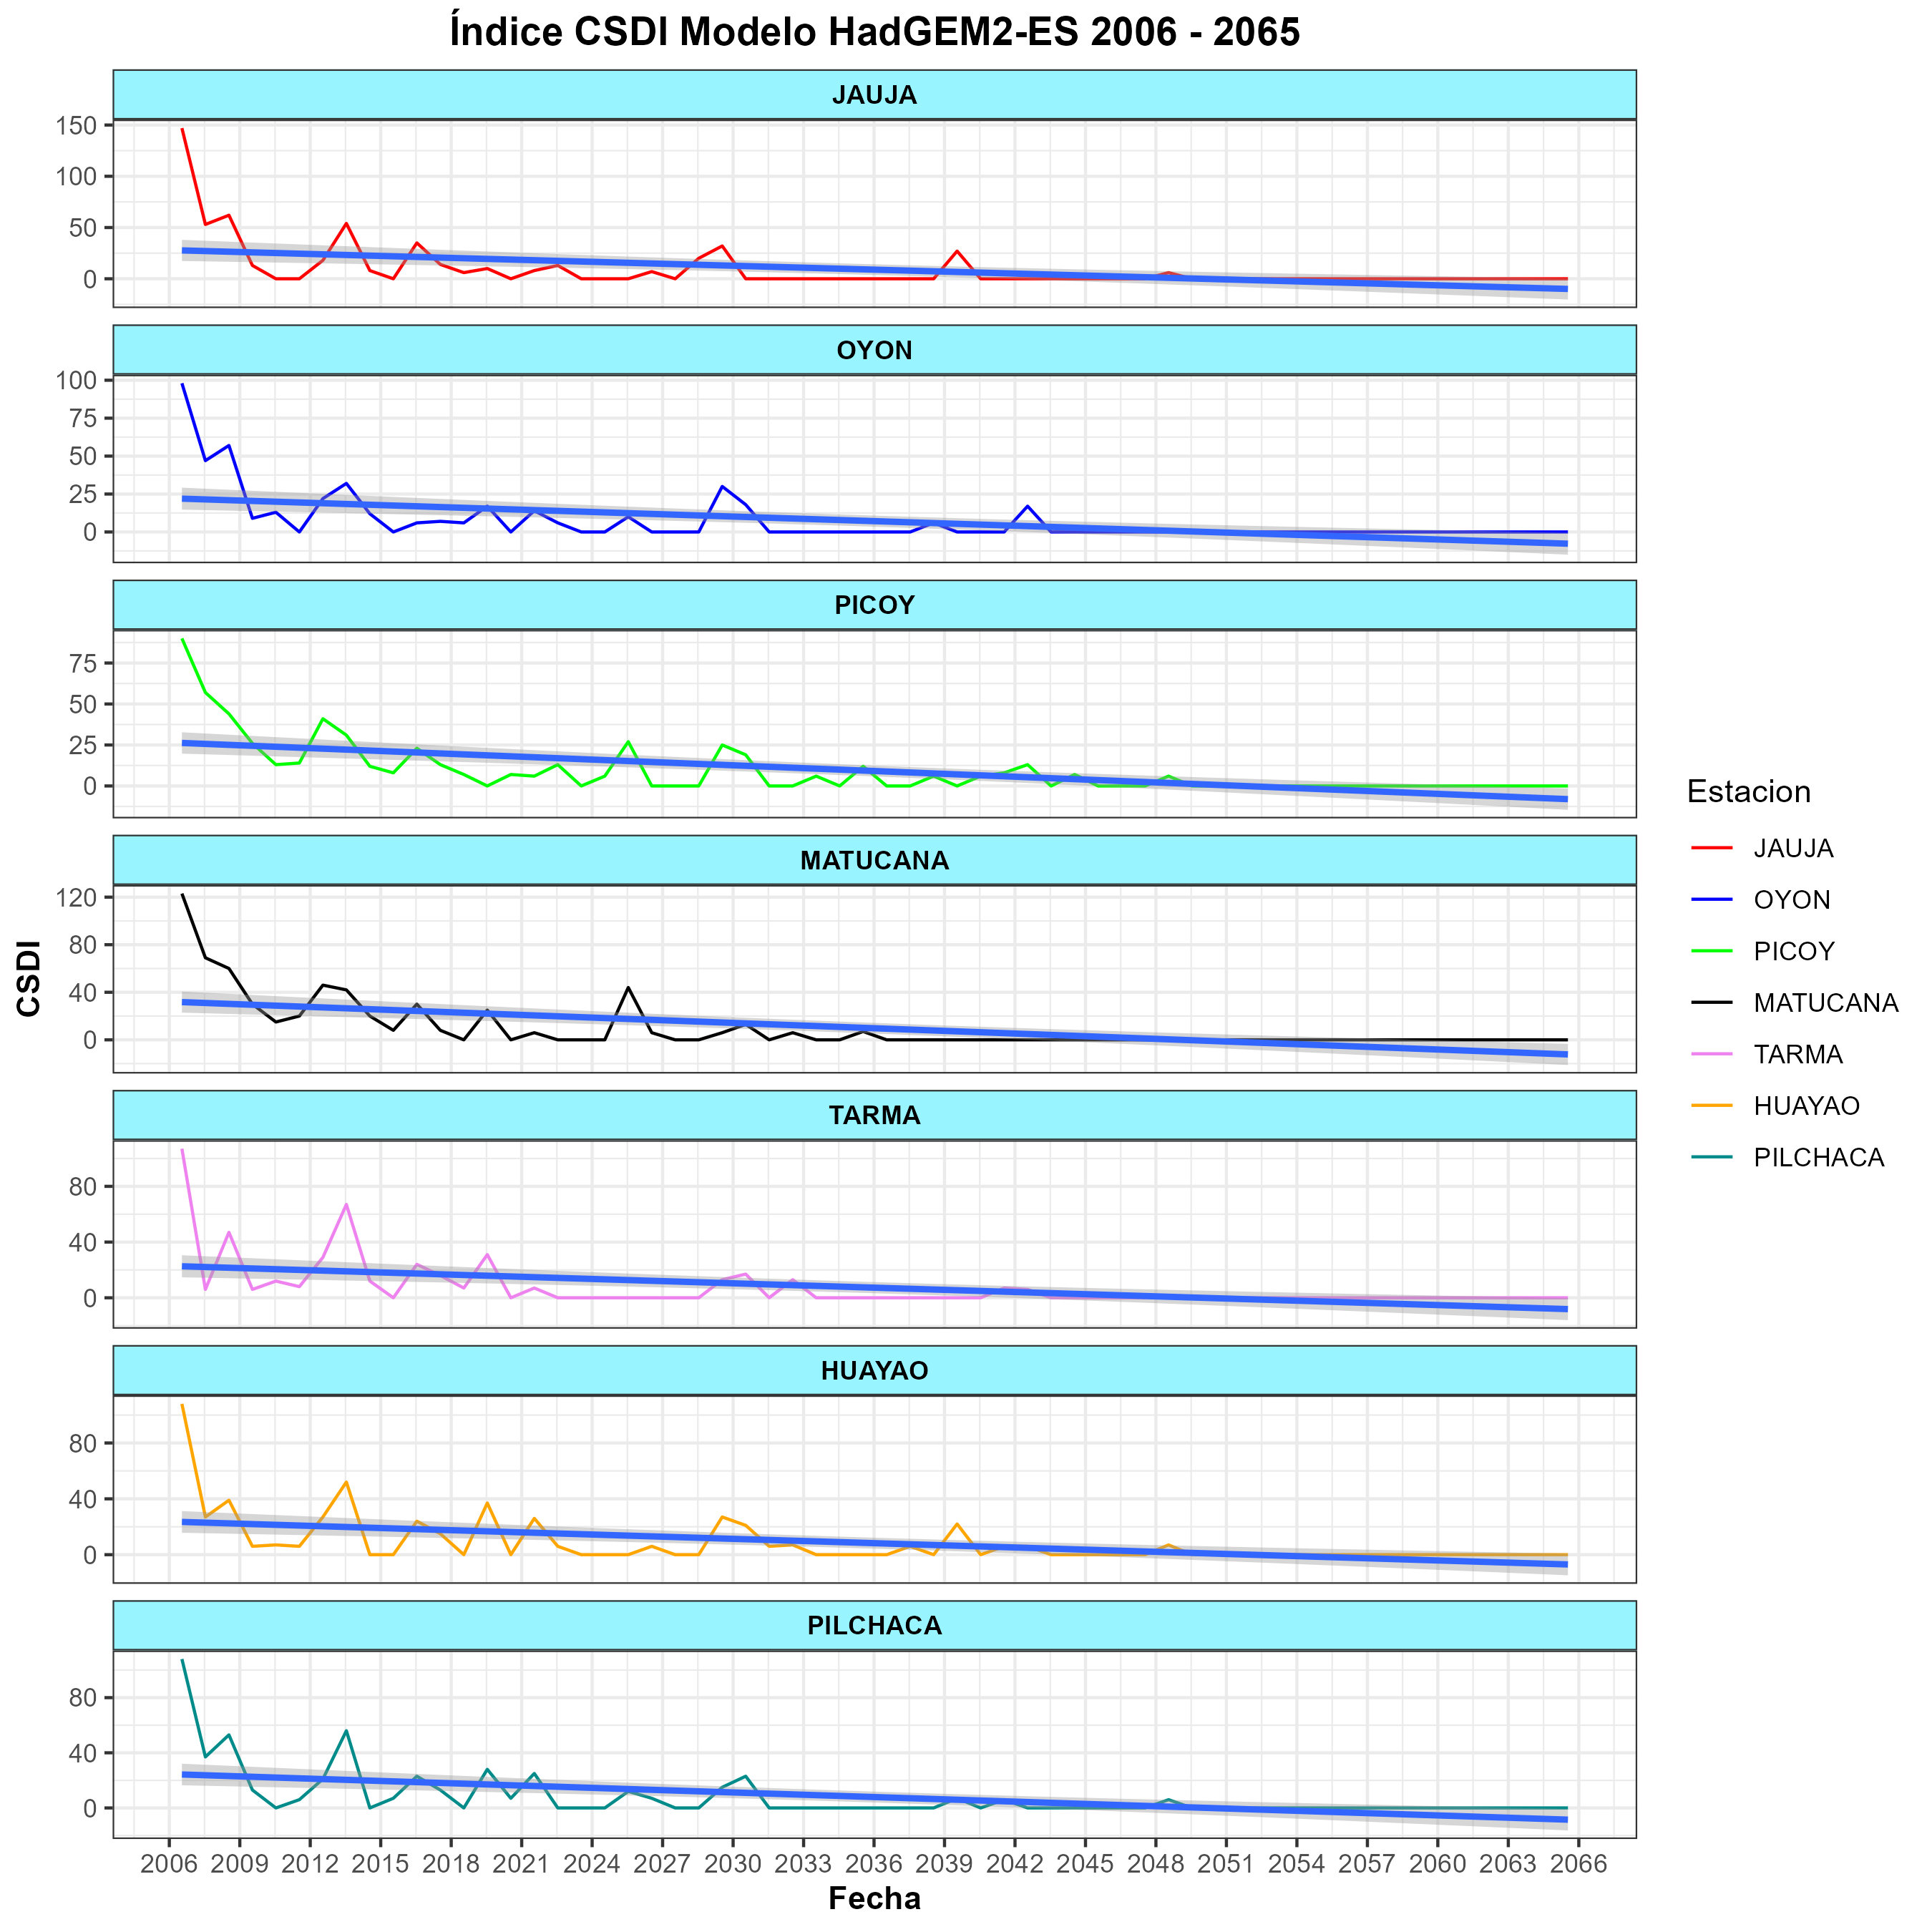 Índice CSDI Modelo HadGEM2-ES 2006 - 2065
JAUJA
150
100
50
0
OYON
100
75
50
25
0
PICOY
75
50
25
0
MATUCANA
120
80
40
0
TARMA
80
40
0
HUAYAO
80
40
0
PILCHACA
80
40
0
2006 2009 2012 2015 2018 2021 2024 2027 2030 2033 2036 2039 2042 2045 2048 2051 2054 2057 2060 2063 2066
Fecha
CSDI
Estacion
JAUJA
OYON
PICOY
MATUCANA
TARMA
HUAYAO
PILCHACA